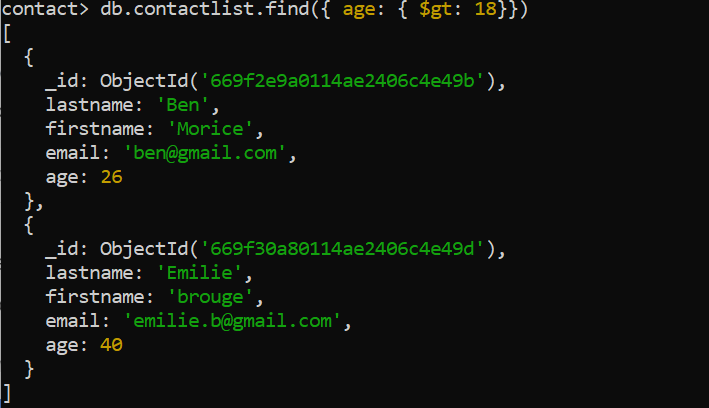 contact> db.contactlist.find({ age: { $gt: 18}})
[
  {
    _id: ObjectId('669f2e9a0114ae2406c4e49b'),
    lastname: 'Ben',
    firstname: 'Morice',
    email: 'ben@gmail.com',
    age: 26
  },
  {
    _id: ObjectId('669f30a80114ae2406c4e49d'),
    lastname: 'Emilie',
    firstname: 'brouge',
    email: 'emilie.b@gmail.com',
    age: 40
  }
]